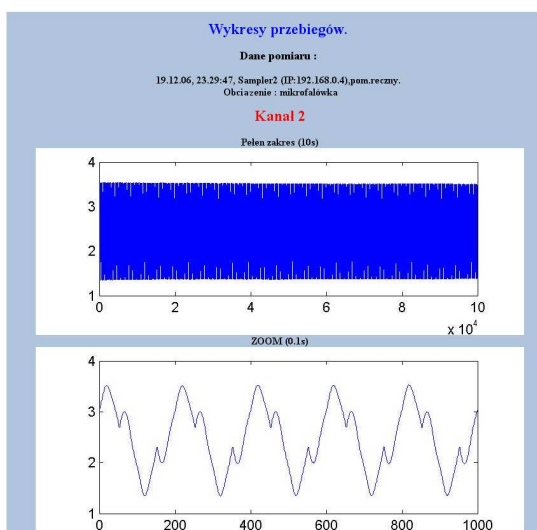 Wykresy przebiegów.
Dane pomiaru :
19.12.06, 23.29:47, Sampler2 (IP:192.168.0.4),pom.reczny.
Obciazenie : mikrofalówka
Kanał 2
Pełen zakres (10s)
4
3
2
1
0 2 4 6 8 10
x 10^4
ZOOM (0.1s)
4
3
2
1
0 200 400 600 800 1000